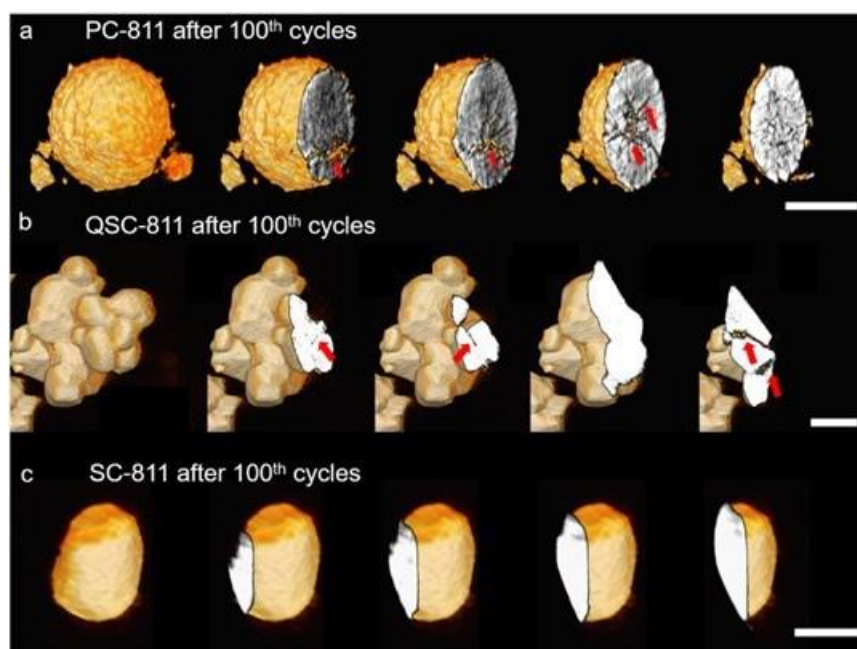 a PC-811 after 100th cycles
b QSC-811 after 100th cycles
c SC-811 after 100th cycles